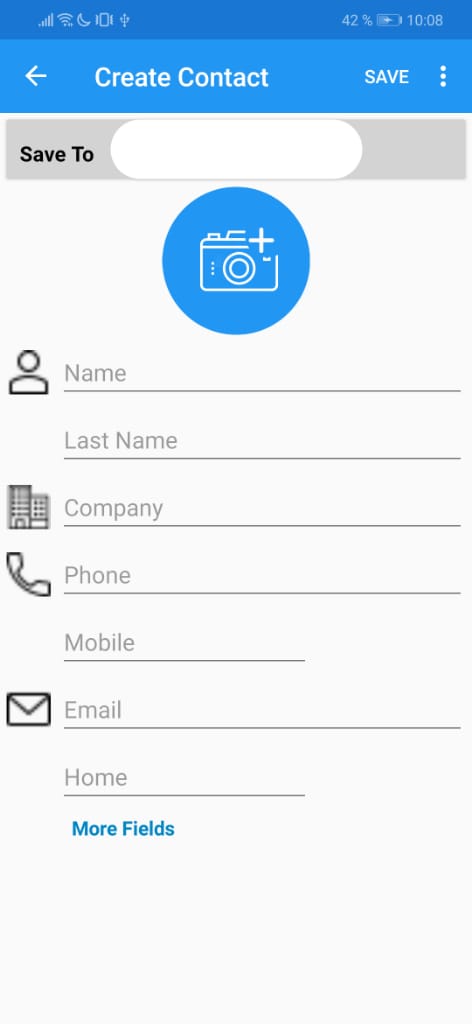 42 % 10:08
Create Contact SAVE
Save To
Name
Last Name
Company
Phone
Mobile
Email
Home
More Fields